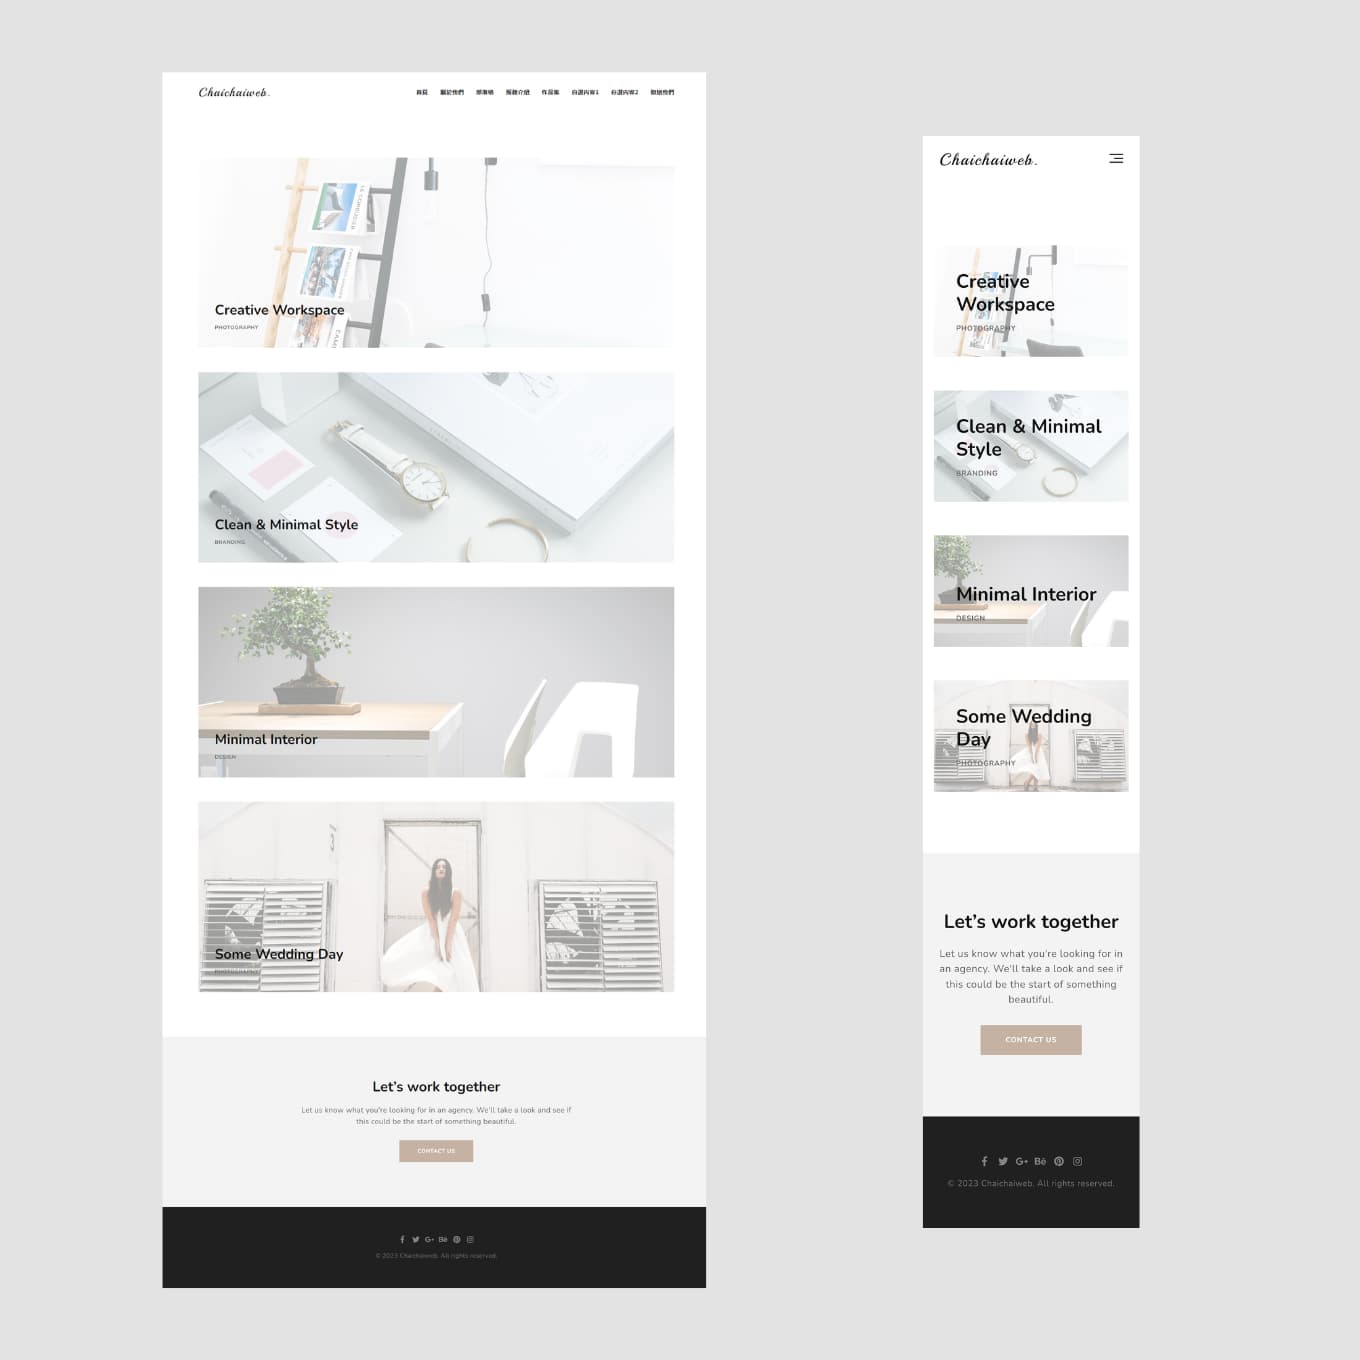 Chaichaiweb.
首頁 關於我們 部落格 服務介紹 作品集 自選內容1 自選內容2 聯絡我們
Creative Workspace
PHOTOGRAPHY
Clean & Minimal Style
BRANDING
Minimal Interior
DESIGN
Some Wedding Day
PHOTOGRAPHY
Let's work together
Let us know what you're looking for in an agency. We'll take a look and see if
this could be the start of something beautiful.
CONTACT US
© 2023 Chaichaiweb. All rights reserved.
Chaichaiweb.
Creative
Workspace
PHOTOGRAPHY
Clean & Minimal
Style
BRANDING
Minimal Interior
DESIGN
Some Wedding
Day
PHOTOGRAPHY
Let's work together
Let us know what you're looking for in
an agency. We'll take a look and see if
this could be the start of something
beautiful.
CONTACT US
© 2023 Chaichaiweb. All rights reserved.